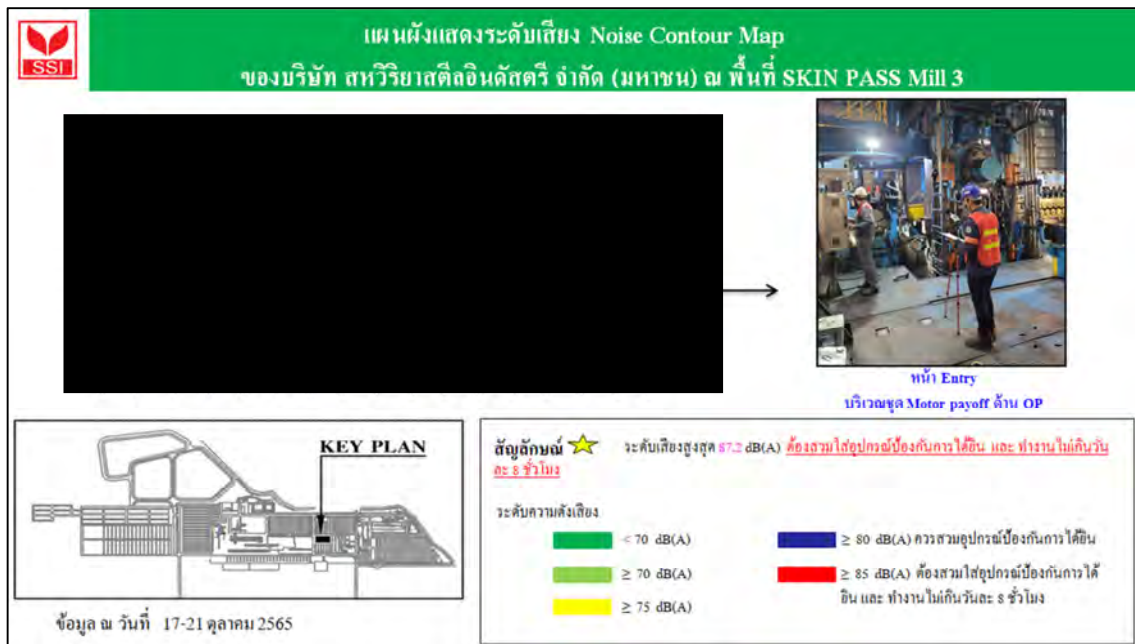 SSI
แผนผังแสดงระดับเสียง Noise Contour Map
ของบริษัท สหวิริยาสตีลอินดัสตรี จำกัด (มหาชน) ณ พื้นที่ SKIN PASS Mill 3
หน้า Entry
บริเวณชุด Motor payoff ด้าน OP
KEY PLAN
ข้อมูล ณ วันที่ 17-21 ตุลาคม 2565
สัญลักษณ์ ระดับเสียงสูงสุด 87.2 dB(A) ต้องสวมใส่อุปกรณ์ป้องกันการได้ยิน และ ทำงานไม่เกินวัน
ละ 8 ชั่วโมง
ระดับความดังเสียง
< 70 dB(A)
≥ 70 dB(A)
≥ 75 dB(A)
≥ 80 dB(A) ควรสวมอุปกรณ์ป้องกันการได้ยิน
≥ 85 dB(A) ต้องสวมใส่อุปกรณ์ป้องกันการได้
ยิน และ ทำงานไม่เกินวันละ 8 ชั่วโมง